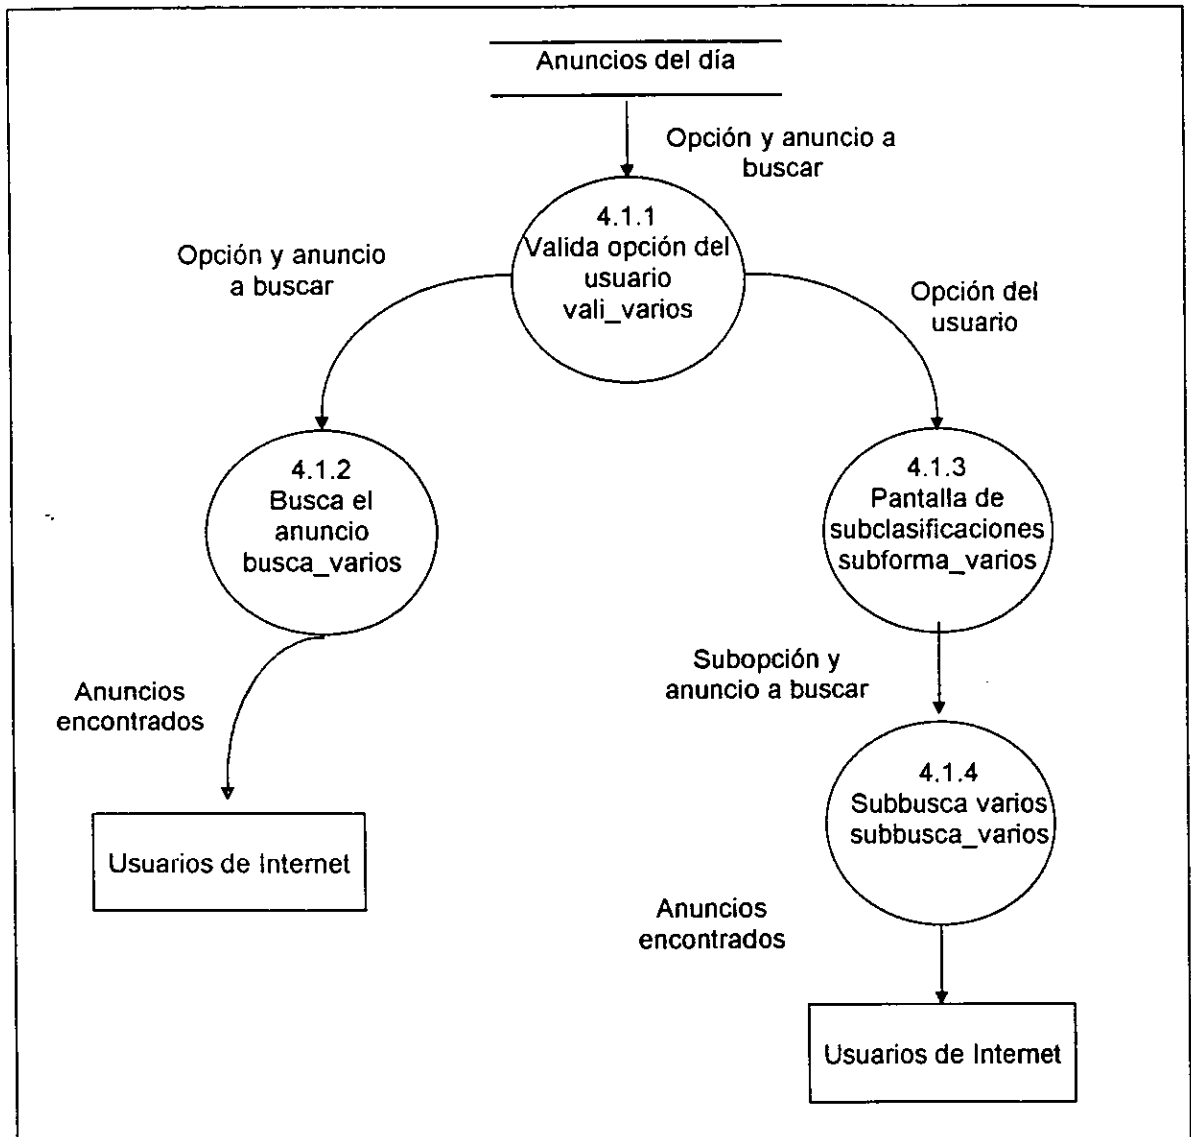 Anuncios del día
Opción y anuncio a
buscar
4.1.1
Valida opción del
usuario
vali_varios
Opción y anuncio
a buscar
Opción del
usuario
4.1.2
Busca el
anuncio
busca_varios
4.1.3
Pantalla de
subclasificaciones
subforma_varios
Subopción y
anuncio a buscar
Anuncios
encontrados
4.1.4
Subbusca varios
subbusca_varios
Usuarios de Internet
Anuncios
encontrados
Usuarios de Internet